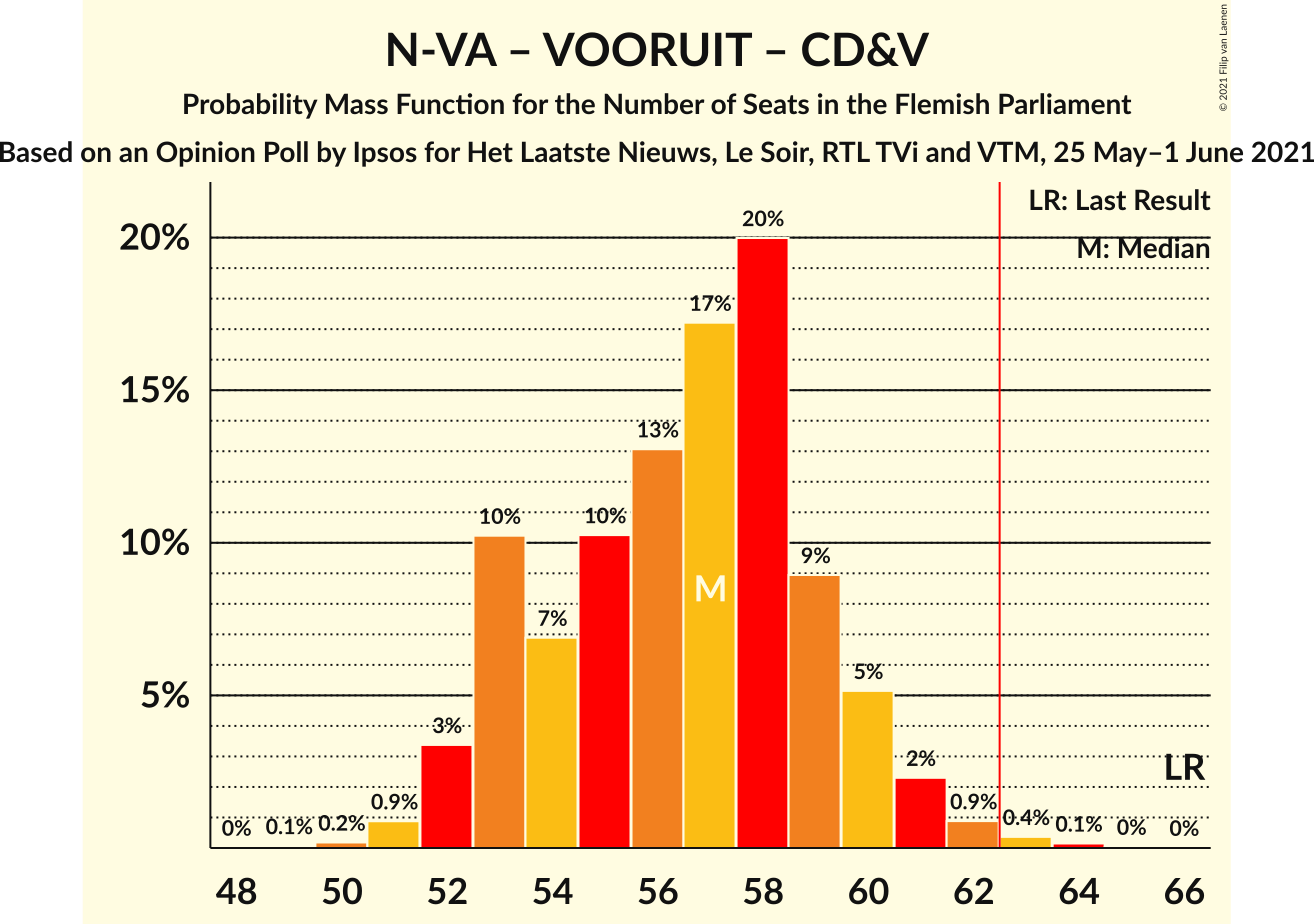 N-VA – VOORUIT – CD&V
Probability Mass Function for the Number of Seats in the Flemish Parliament
Based on an Opinion Poll by Ipsos for Het Laatste Nieuws, Le Soir, RTL TVi and VTM, 25 May–1 June 2021
© 2021 Filip van Laenen
LR: Last Result
M: Median
20%
15%
10%
5%
0%
0.1%
0.2%
0.9%
3%
10%
7%
10%
13%
17%
20%
9%
5%
2%
0.9%
0.4%
0.1%
0%
0%
M
LR
48 50 52 54 56 58 60 62 64 66